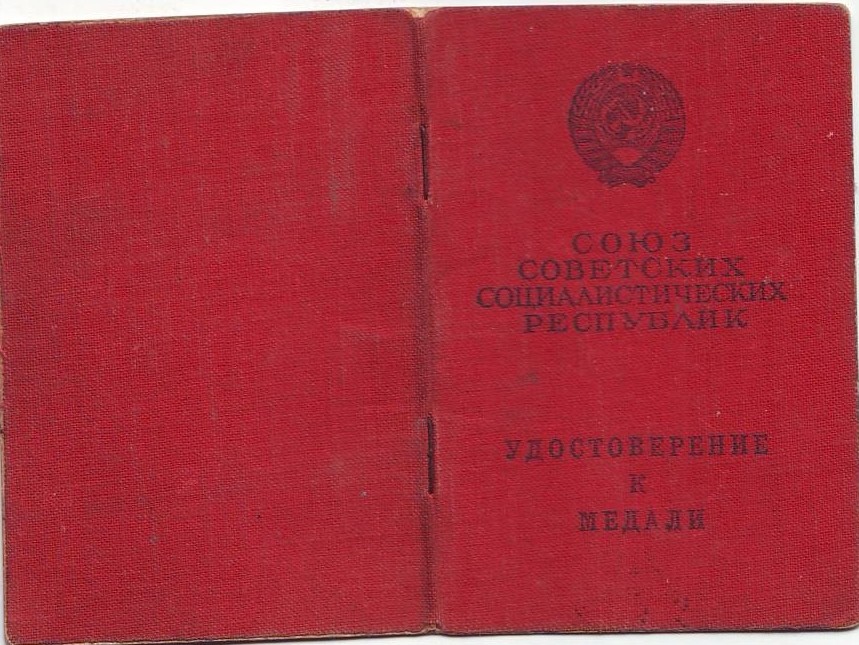 СОЮЗ
СОВЕТСКИХ
СОЦИАЛИСТИЧЕСКИХ
РЕСПУБЛИК
УДОСТОВЕРЕНИЕ
К
МЕДАЛИ